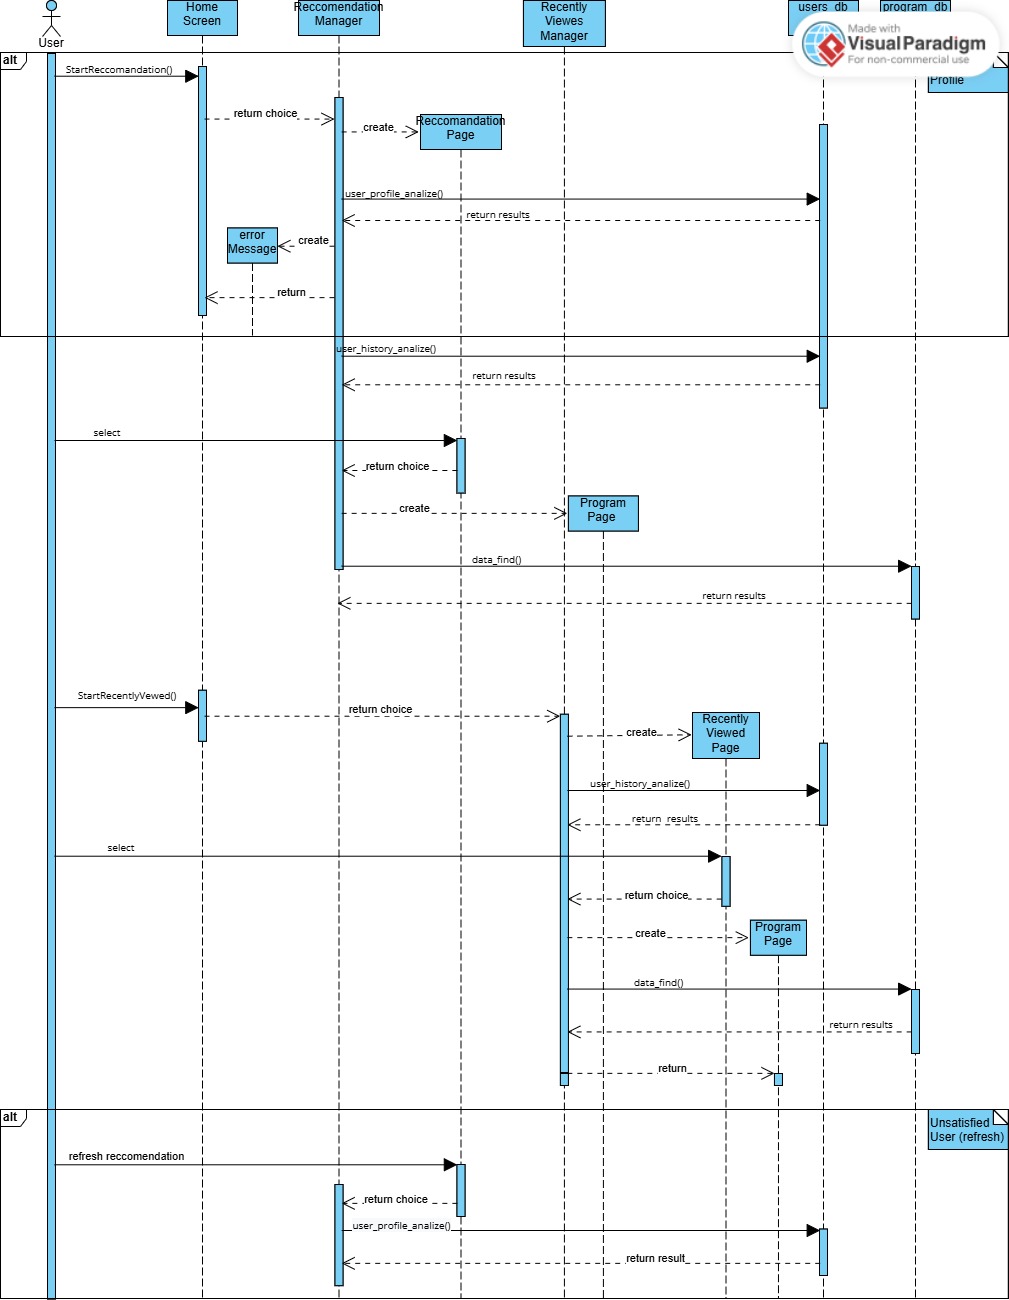 Home
Screen
Reccomendation
Manager
Recently
Viewes
Manager
users_db
program_db
User
Made with
Visual Paradigm
For non-commercial use
alt
Profile
StartReccomandation()
return choice
create
Reccomandation
Page
user_profile_analize()
return results
error
Message
create
return
user_history_analize()
return results
select
return choice
create
Program
Page
data_find()
return results
StartRecentlyVewed()
return choice
create
Recently
Viewed
Page
user_history_analize()
return results
select
return choice
create
Program
Page
data_find()
return results
return
alt
Unsatisfied
User (refresh)
refresh reccomendation
return choice
user_profile_analize()
return result